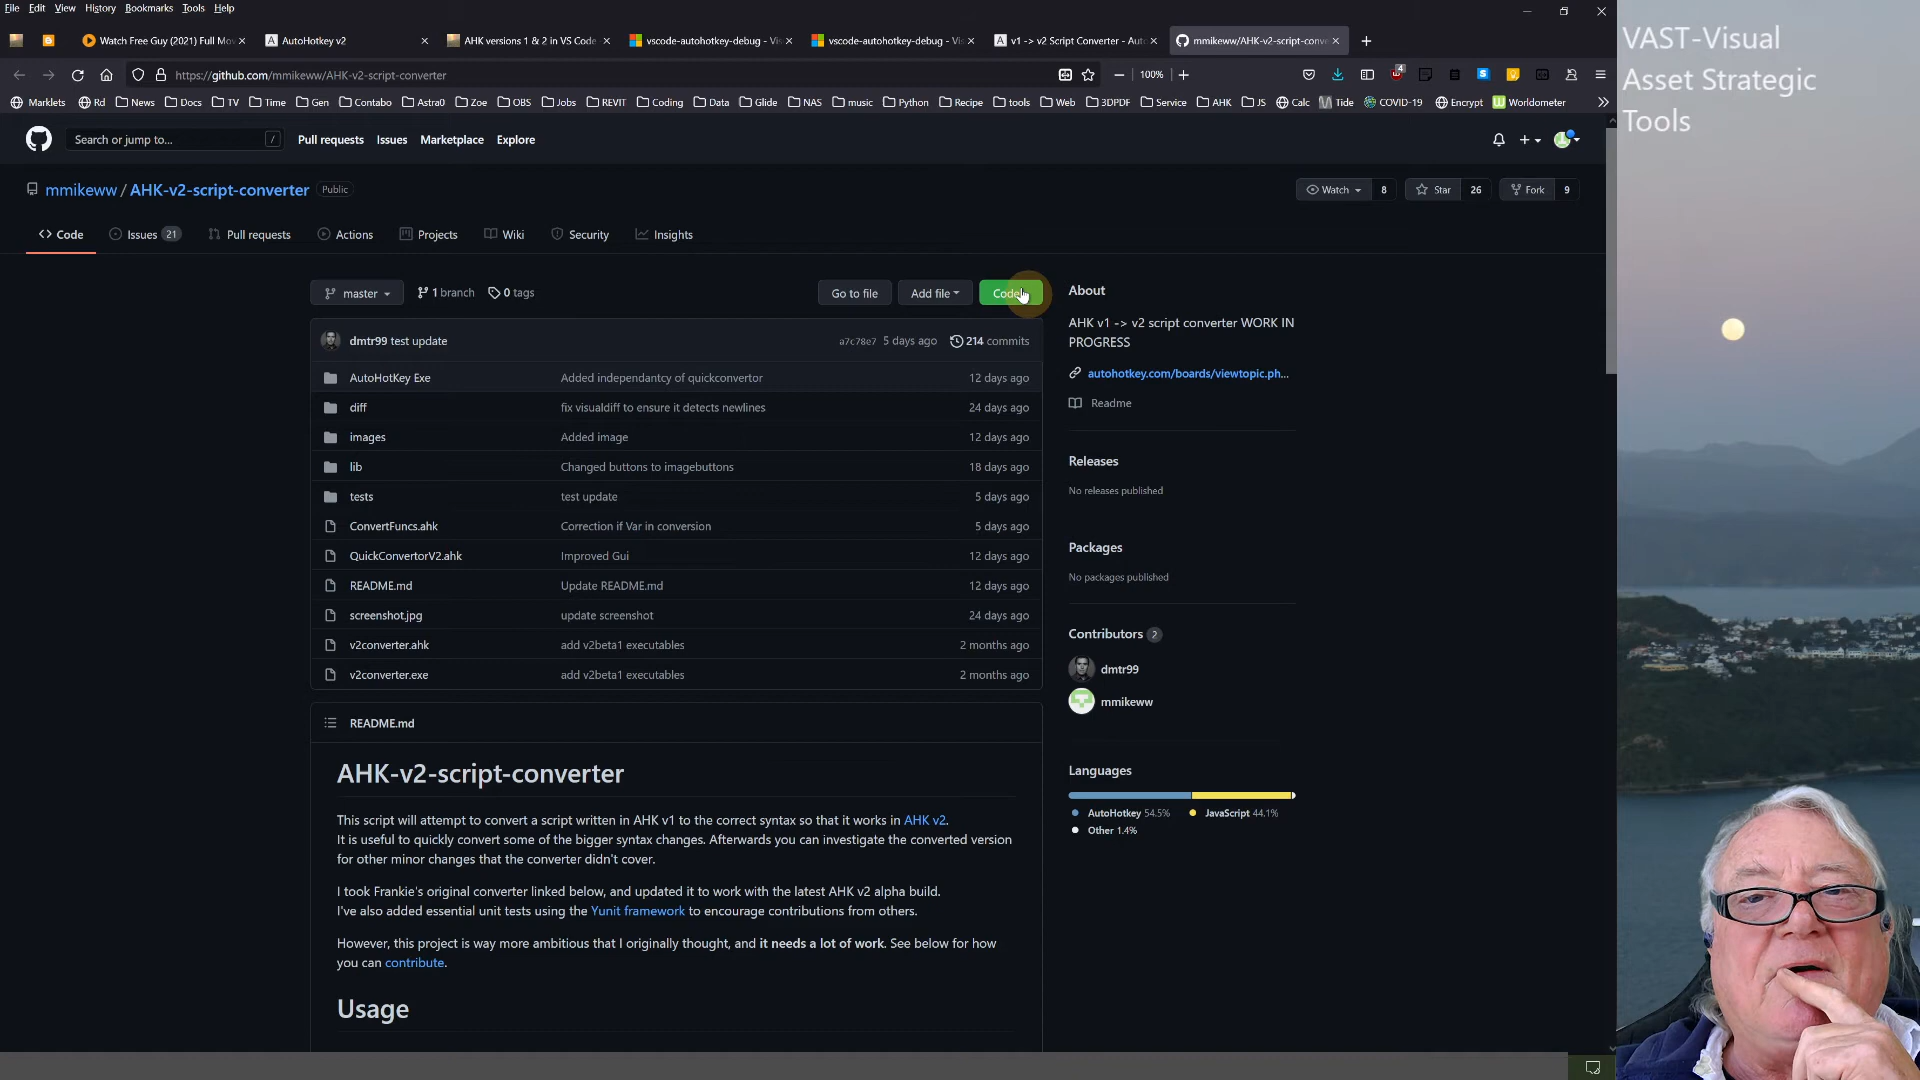 File Edit View History Bookmarks Tools Help
Watch Free Guy (2021) Full Mov
AutoHotkey v2
AHK versions 1 & 2 in VS Code
vscode-autohotkey-debug - Vis
vscode-autohotkey-debug - Vis
v1 -> v2 Script Converter - Aut
mmikeww/AHK-v2-script-conve
https://github.com/mmikeww/AHK-v2-script-converter
100%
4
Marklets Rd News Docs TV Time Gen Contabo Astra0 Zoe OBS Jobs REVIT Coding Data Glide NAS music Python Recipe tools Web 3DPDF Service AHK JS Calc Tide COVID-19 Encrypt Worldometer
Search or jump to... /
Pull requests Issues Marketplace Explore
mmikeww / AHK-v2-script-converter Public
Watch 8 Star 26 Fork 9
Code Issues 21 Pull requests Actions Projects Wiki Security Insights
master 1 branch 0 tags Go to file Add file Code
dmtr99 test update a7c78e7 5 days ago 214 commits
AutoHotKey Exe Added independantcy of quickconvertor 12 days ago
diff fix visualdiff to ensure it detects newlines 24 days ago
images Added image 12 days ago
lib Changed buttons to imagebuttons 18 days ago
tests test update 5 days ago
ConvertFuncs.ahk Correction if Var in conversion 5 days ago
QuickConvertorV2.ahk Improved Gui 12 days ago
README.md Update README.md 12 days ago
screenshot.jpg update screenshot 24 days ago
v2converter.ahk add v2beta1 executables 2 months ago
v2converter.exe add v2beta1 executables 2 months ago
README.md
AHK-v2-script-converter
This script will attempt to convert a script written in AHK v1 to the correct syntax so that it works in AHK v2.
It is useful to quickly convert some of the bigger syntax changes. Afterwards you can investigate the converted version
for other minor changes that the converter didn't cover.
I took Frankie's original converter linked below, and updated it to work with the latest AHK v2 alpha build.
I've also added essential unit tests using the Yunit framework to encourage contributions from others.
However, this project is way more ambitious that I originally thought, and it needs a lot of work. See below for how
you can contribute.
Usage
About
AHK v1 -> v2 script converter WORK IN
PROGRESS
autohotkey.com/boards/viewtopic.ph...
Readme
Releases
No releases published
Packages
No packages published
Contributors 2
dmtr99
mmikeww
Languages
AutoHotkey 54.5% JavaScript 44.1%
Other 1.4%
VAST-Visual
Asset Strategic
Tools